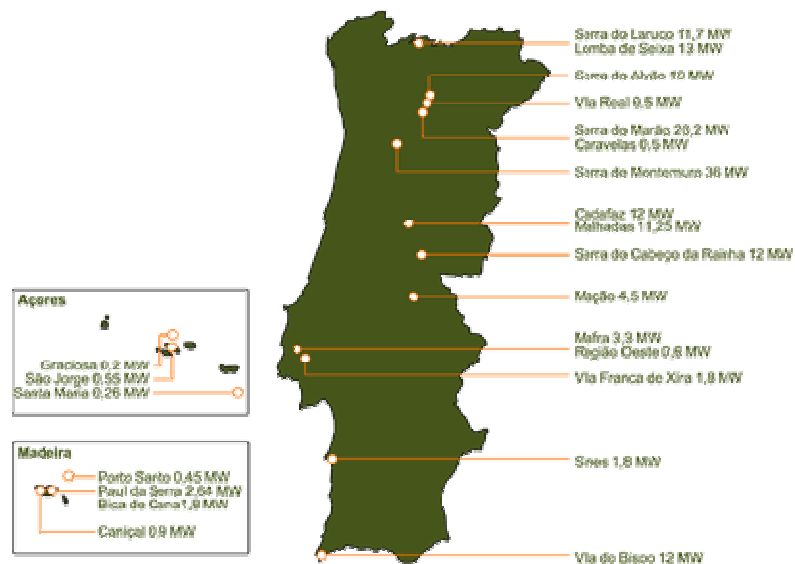 Serra do Laruco 11,7 MW
Lomba de Seixa 13 MW
Serra do Alvão 10 MW
Vila Real 9,5 MW
Serra do Marão 20,2 MW
Caravelas 0,5 MW
Serra de Montemuro 36 MW
Cadafaz 12 MW
Malhadas 11,25 MW
Serra do Cabeço da Rainha 12 MW
Mação 4,5 MW
Mafra 3,3 MW
Região Oeste 0,6 MW
Vila Franca de Xira 1,8 MW
Sines 1,8 MW
Vila do Bispo 12 MW
Açores
Graciosa 0,2 MW
São Jorge 0,55 MW
Santa Maria 0,26 MW
Madeira
Porto Santo 0,45 MW
Paul da Serra 2,64 MW
Bica de Cana 1,8 MW
Caniçal 0,9 MW